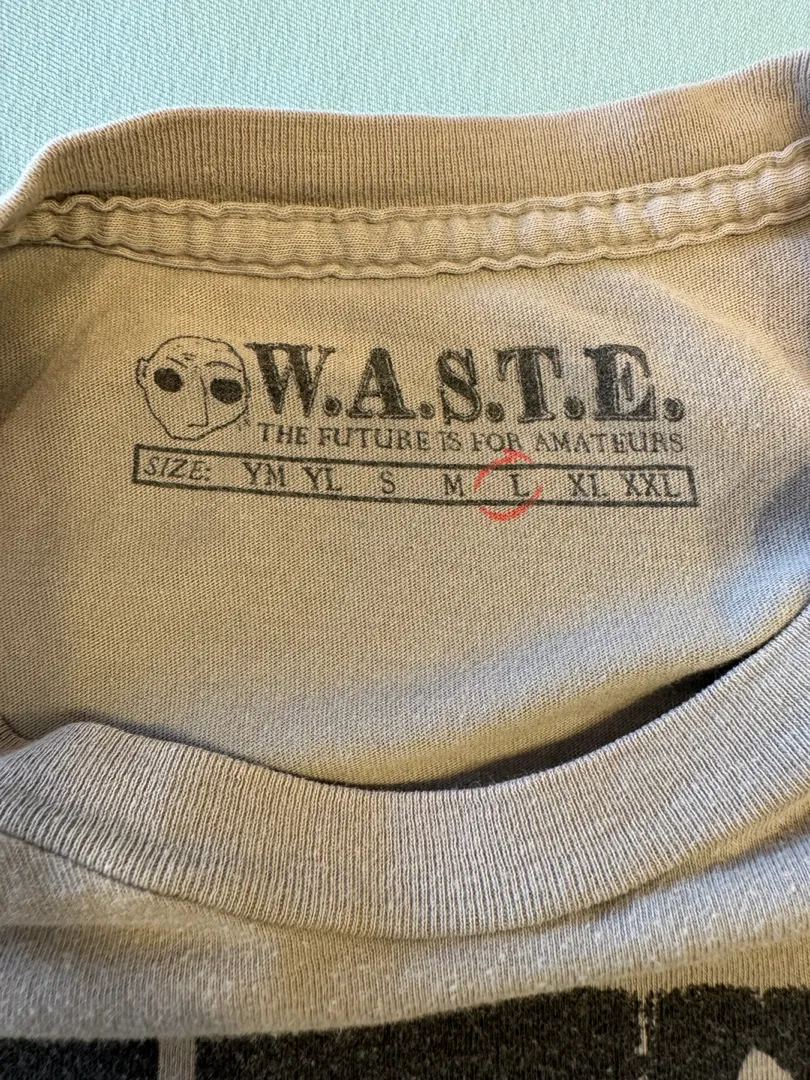 W.A.S.T.E.
THE FUTURE IS FOR AMATEURS
SIZE: YM YL S M L XL XXL